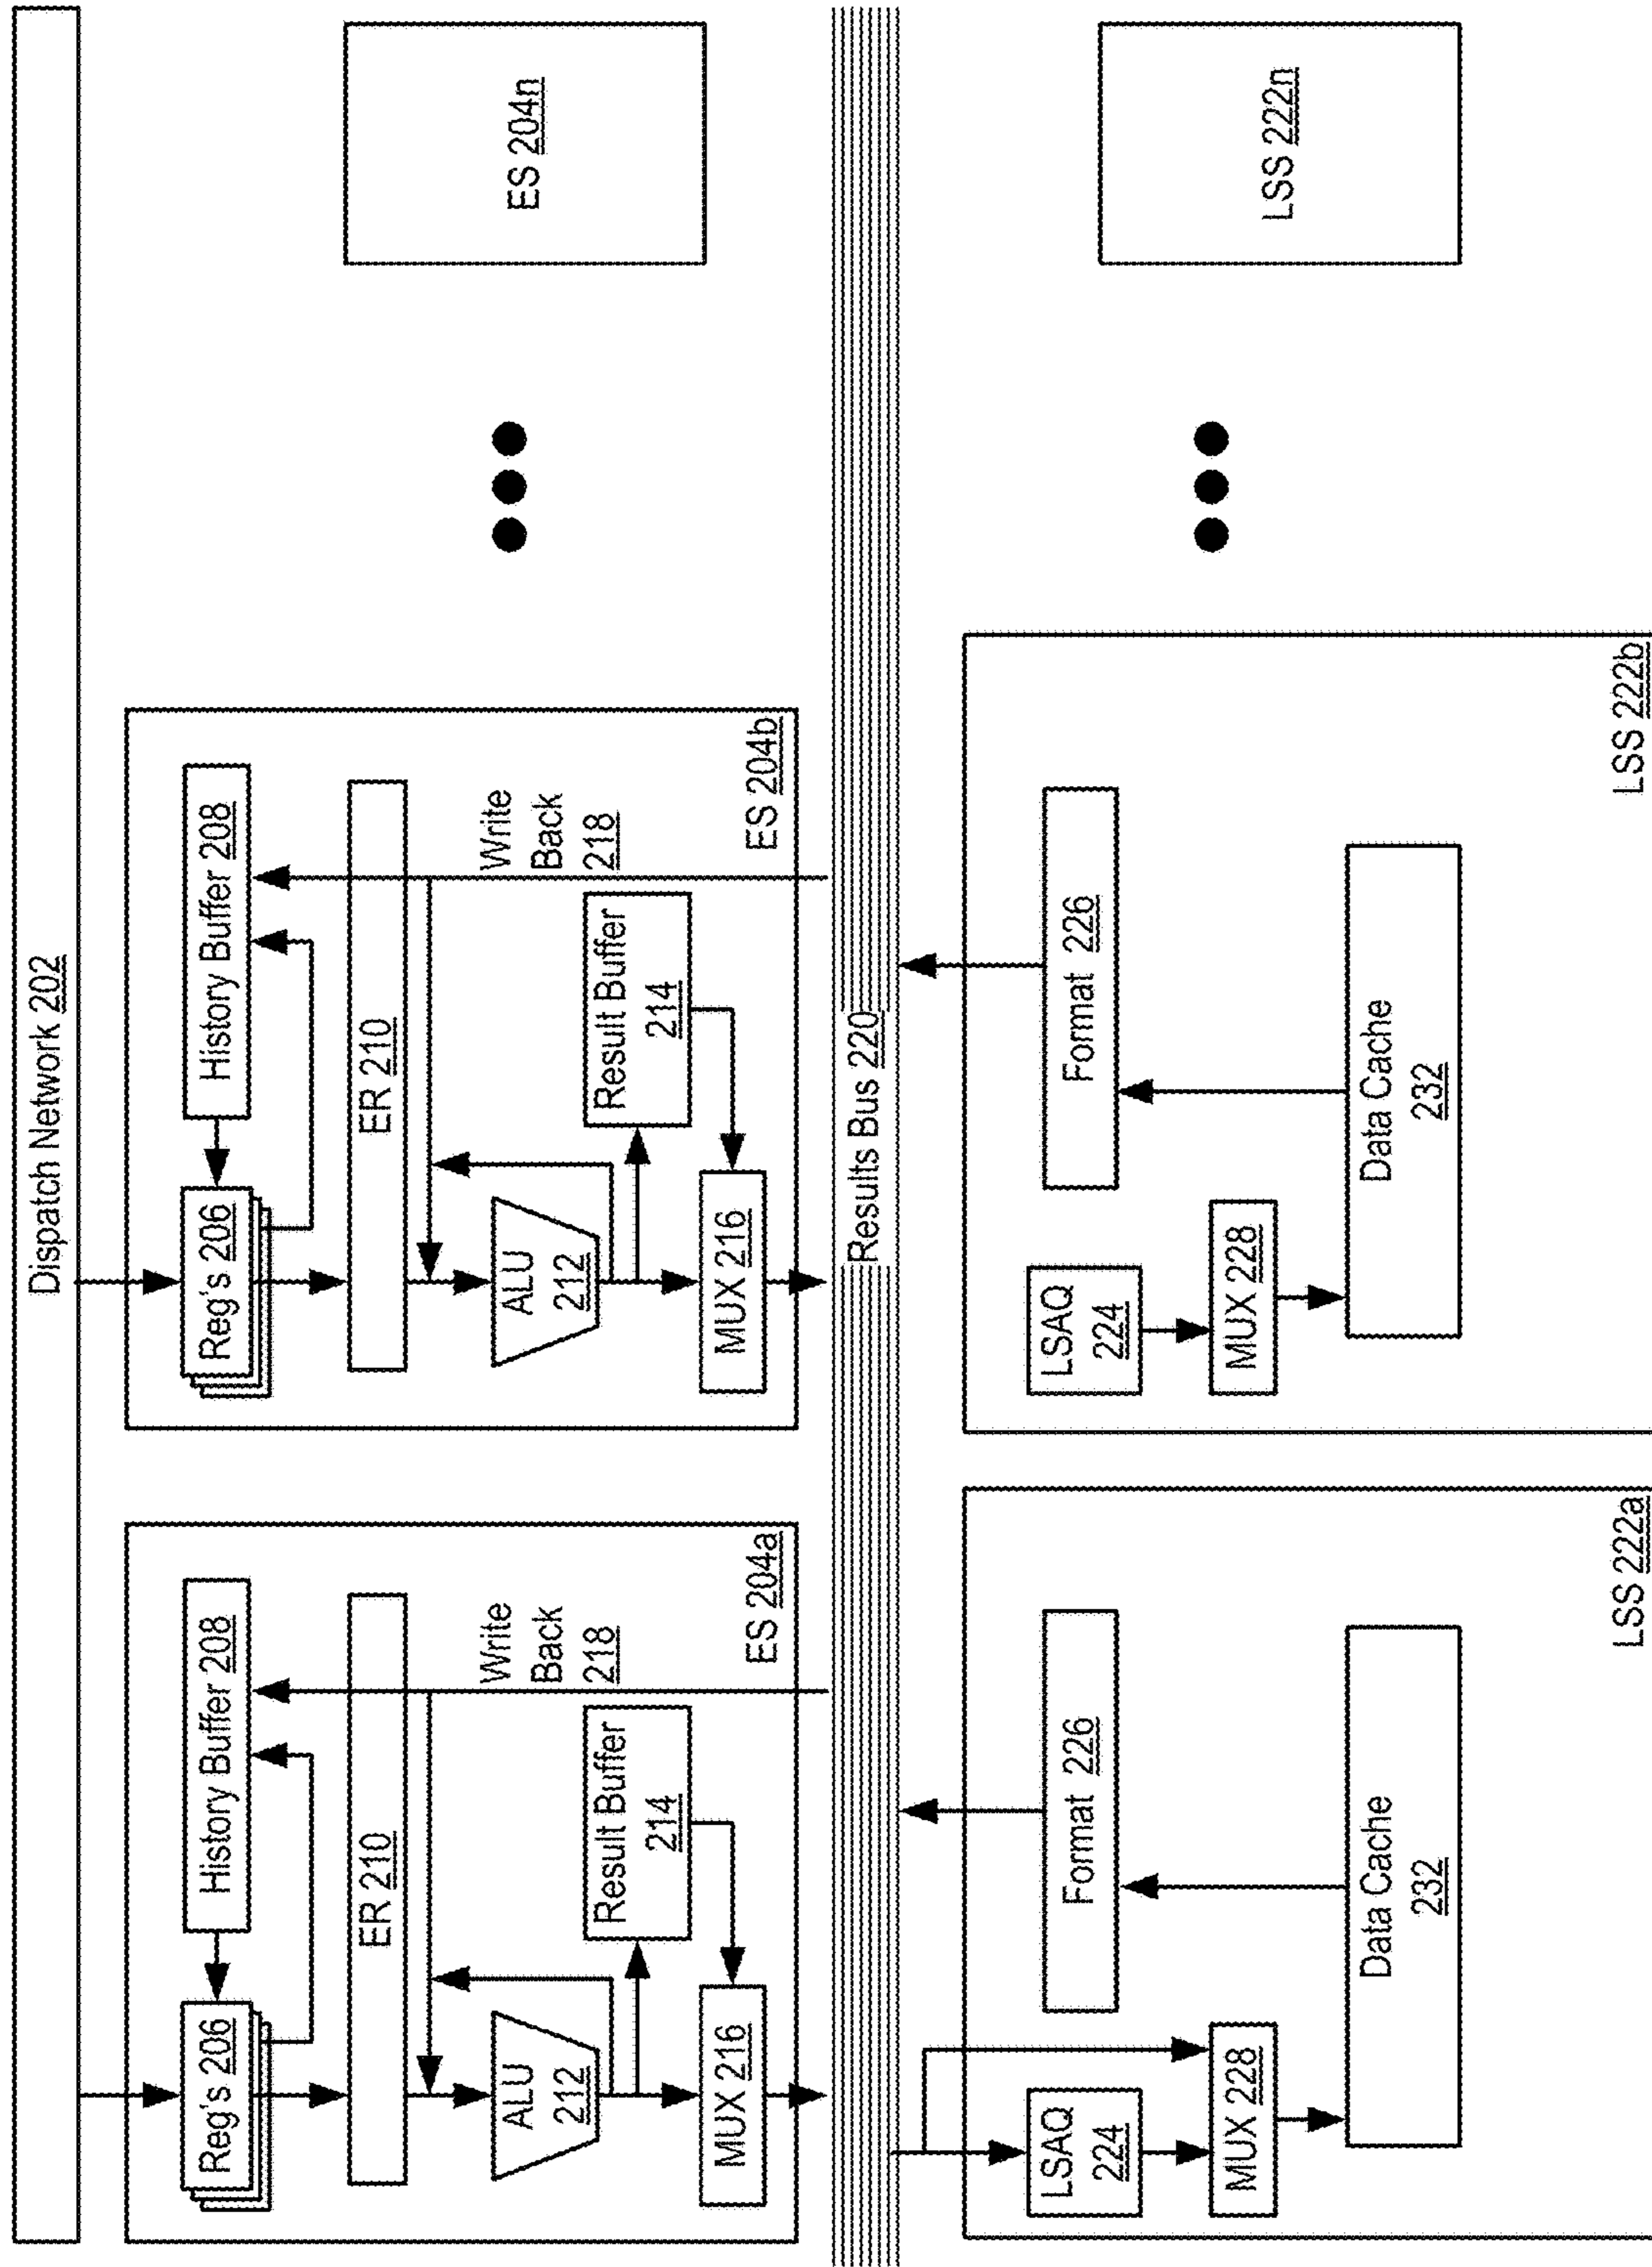 Dispatch Network 202
Reg's 206
History Buffer 208
ER 210
Write
Back
218
ALU
212
Result Buffer
214
MUX 216
ES 204a
Reg's 206
History Buffer 208
ER 210
Write
Back
218
ALU
212
Result Buffer
214
MUX 216
ES 204b
ES 204n
Results Bus 220
LSAQ
224
Format 226
MUX 228
Data Cache
232
LSS 222a
LSAQ
224
Format 226
MUX 228
Data Cache
232
LSS 222b
LSS 222n